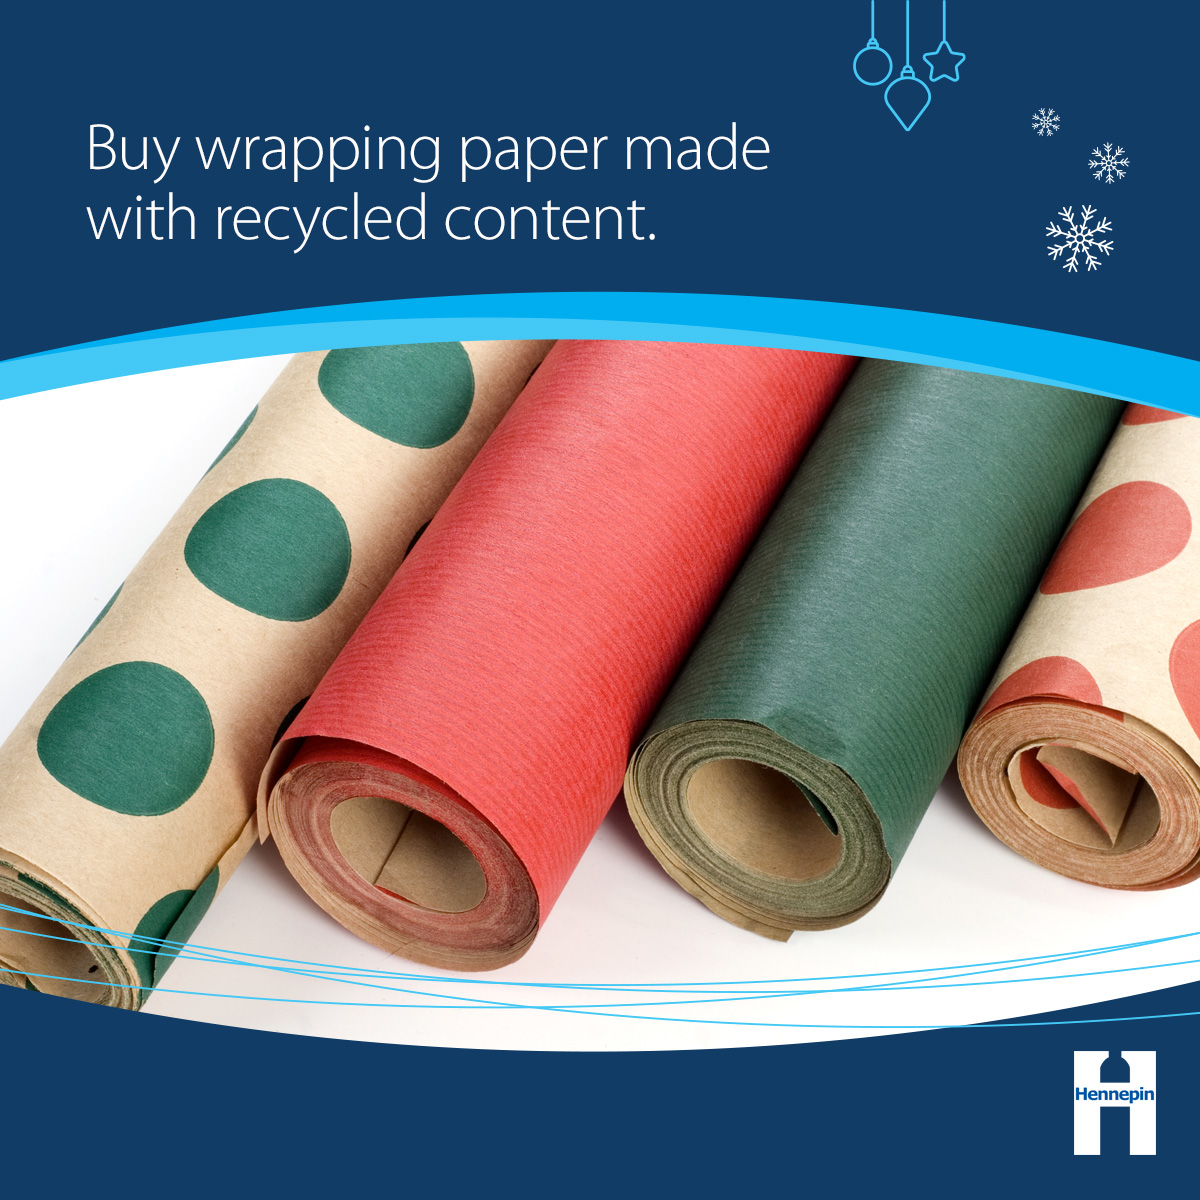 Buy wrapping paper made
with recycled content.
Hennepin